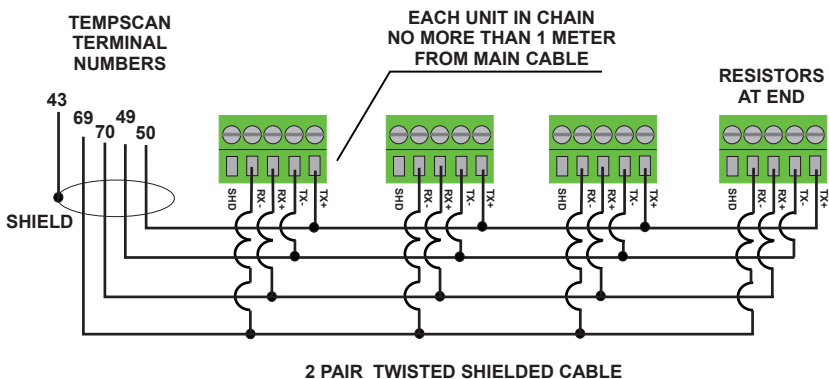 TEMPSCAN
TERMINAL
NUMBERS
EACH UNIT IN CHAIN
NO MORE THAN 1 METER
FROM MAIN CABLE
RESISTORS
AT END
43
69
70
49
50
SHIELD
SHD
RX-
RX+
TX-
TX+
SHD
RX-
RX+
TX-
TX+
SHD
RX-
RX+
TX-
TX+
SHD
RX-
RX+
TX-
TX+
2 PAIR TWISTED SHIELDED CABLE